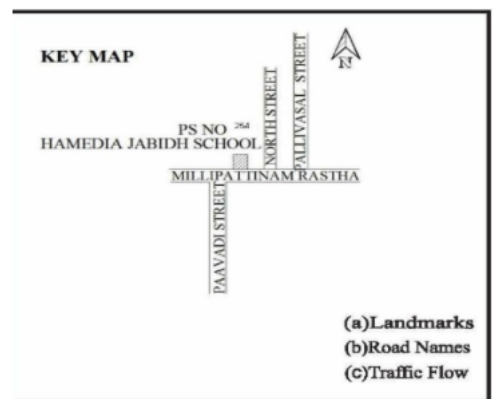 KEY MAP
N
PS NO 264
HAMEDIA JABIDH SCHOOL
NORTH STREET
PALLIVASAL STREET
MILLIPATTINAM RASTHA
PAAVADI STREET
(a)Landmarks
(b)Road Names
(c)Traffic Flow